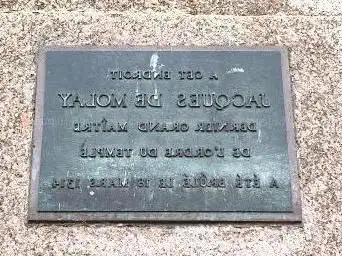 A CET ENDROIT
JACQUES DE MOLAY
DERNIER GRAND MAÎTRE
DE L'ORDRE DU TEMPLE
A ÉTÉ BRÛLÉ LE 18 MARS 1314